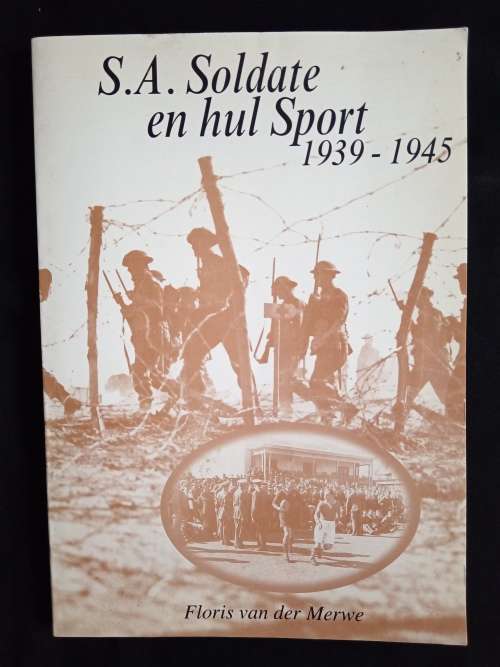 S.A. Soldate
en hul Sport
1939 - 1945
Floris van der Merwe